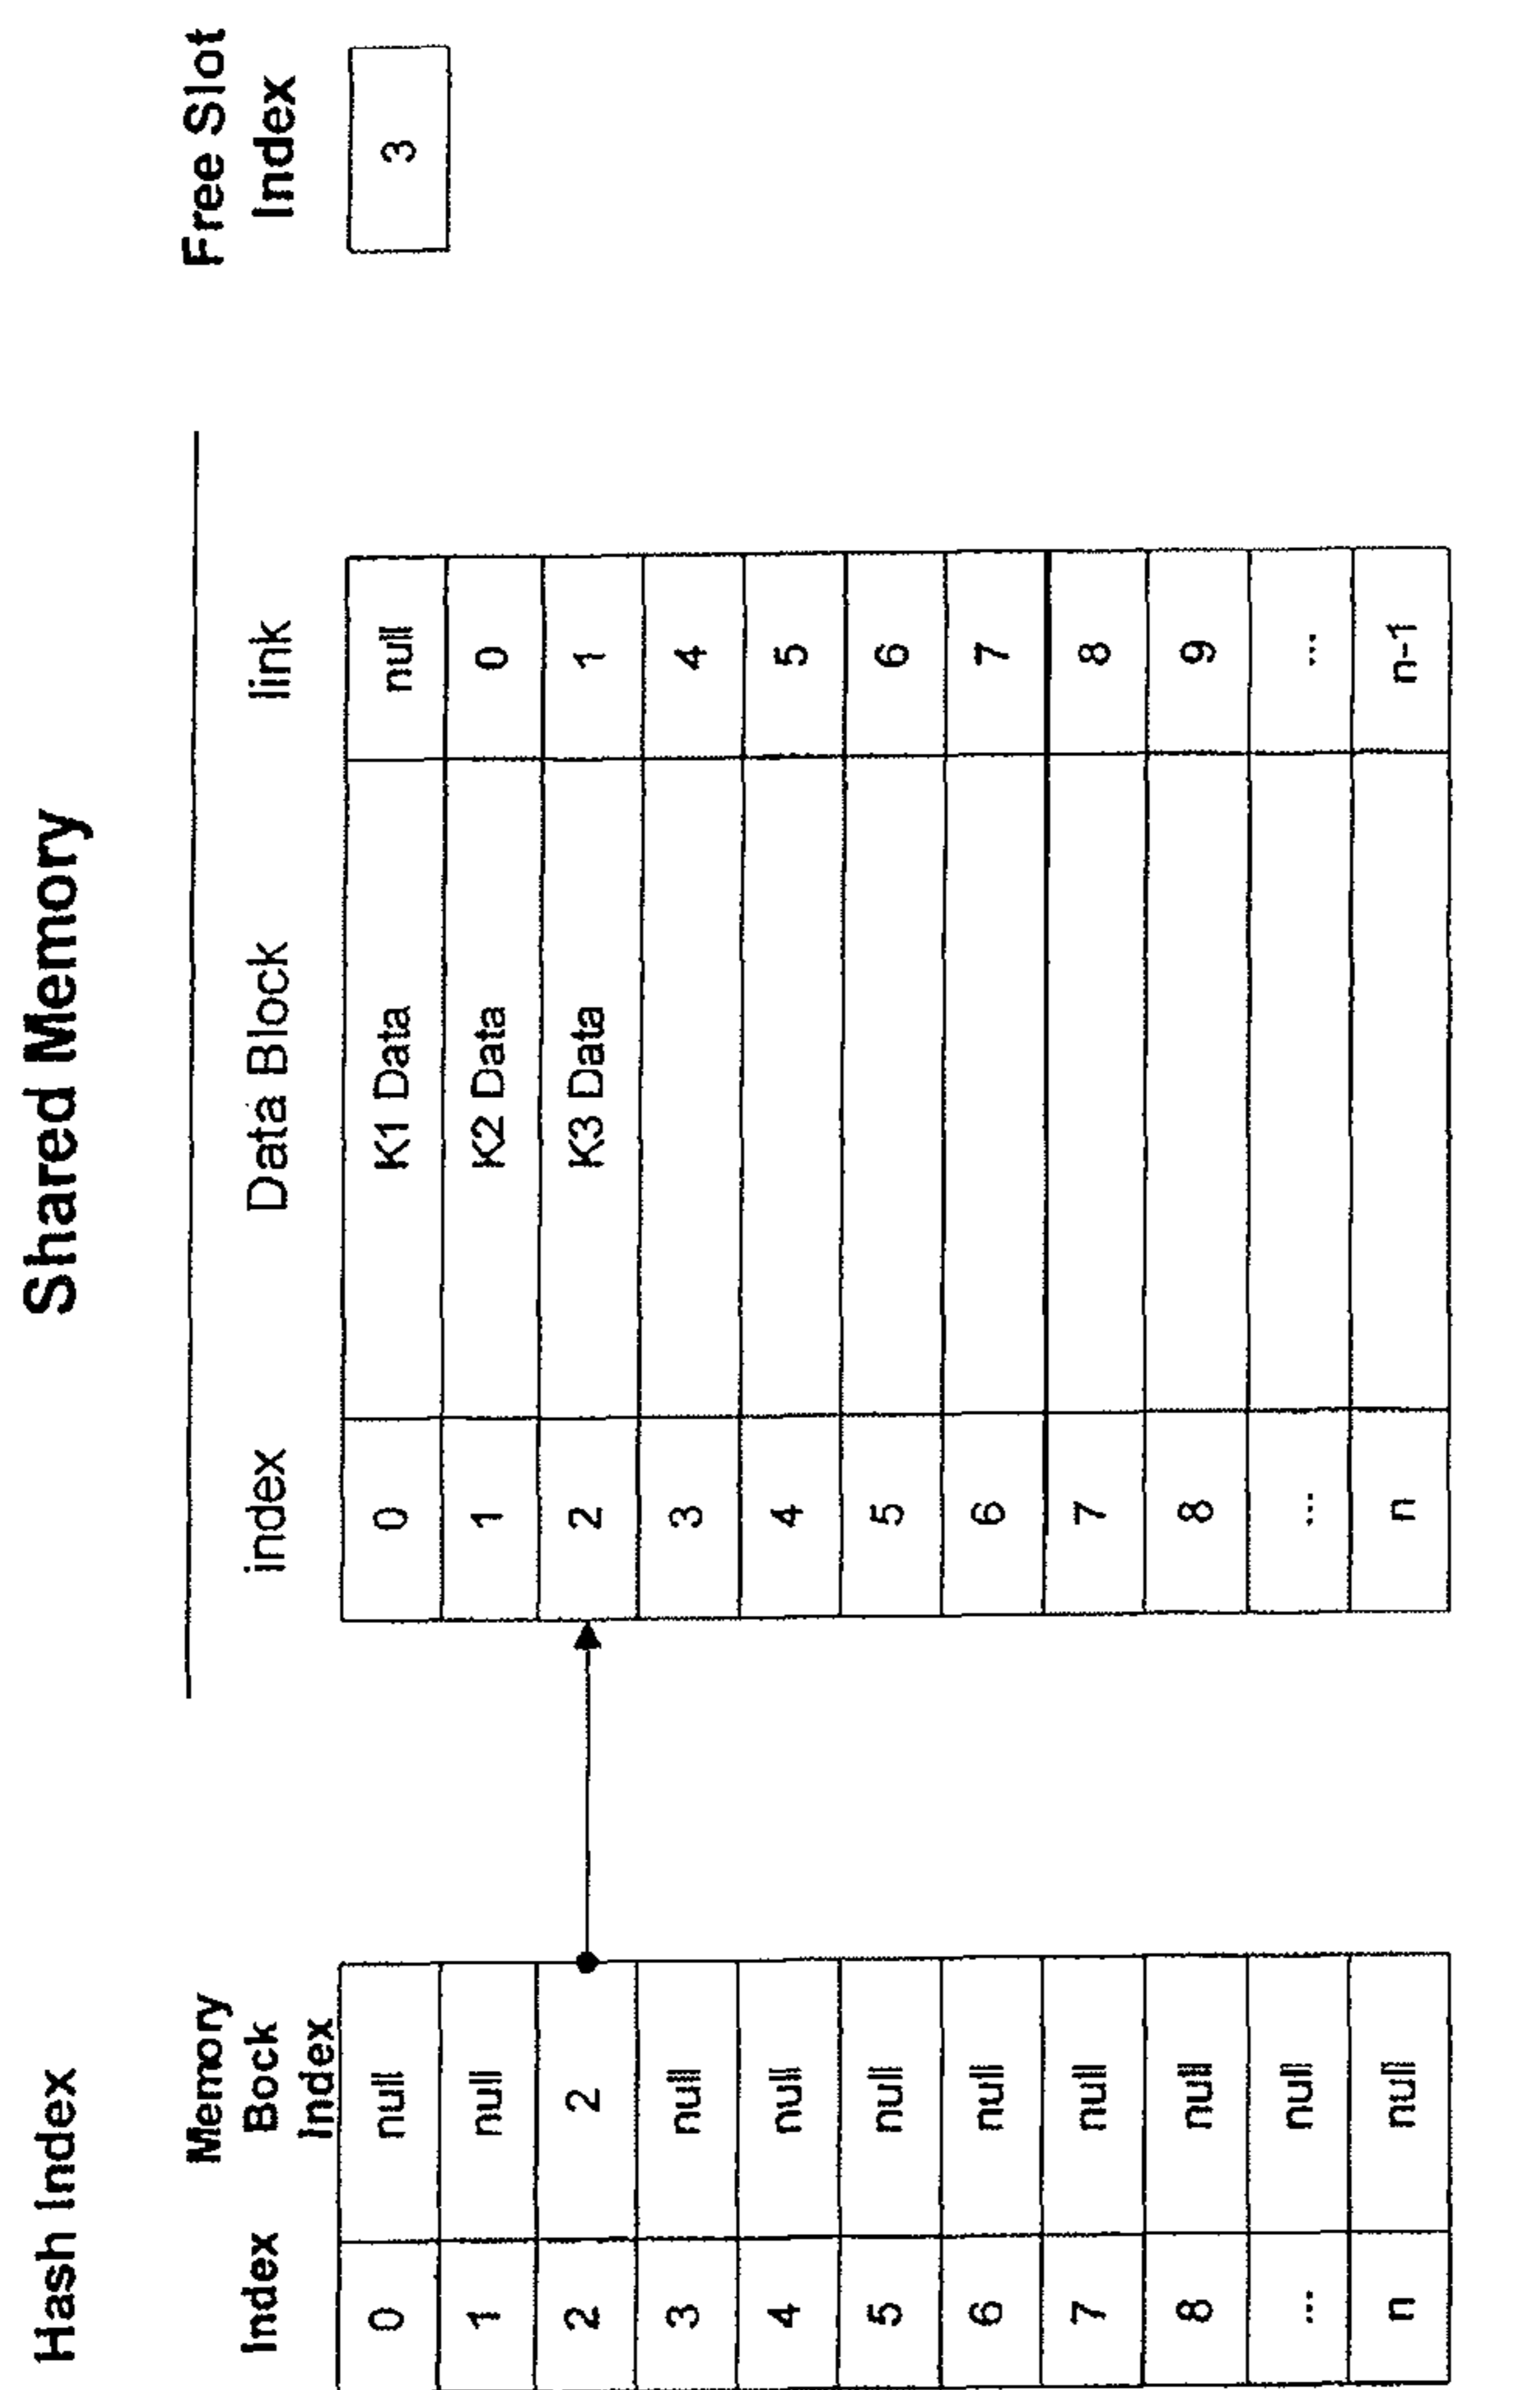 Hash Index
Shared Memory
Index Memory Bock Index
index Data Block link
Free Slot Index
0 null
1 null
2 2
3 null
4 null
5 null
6 null
7 null
8 null
... null
n null
0 K1 Data null
1 K2 Data 0
2 K3 Data 1
3 4
4 5
5 6
6 7
7 8
8 9
... ...
n n-1
3